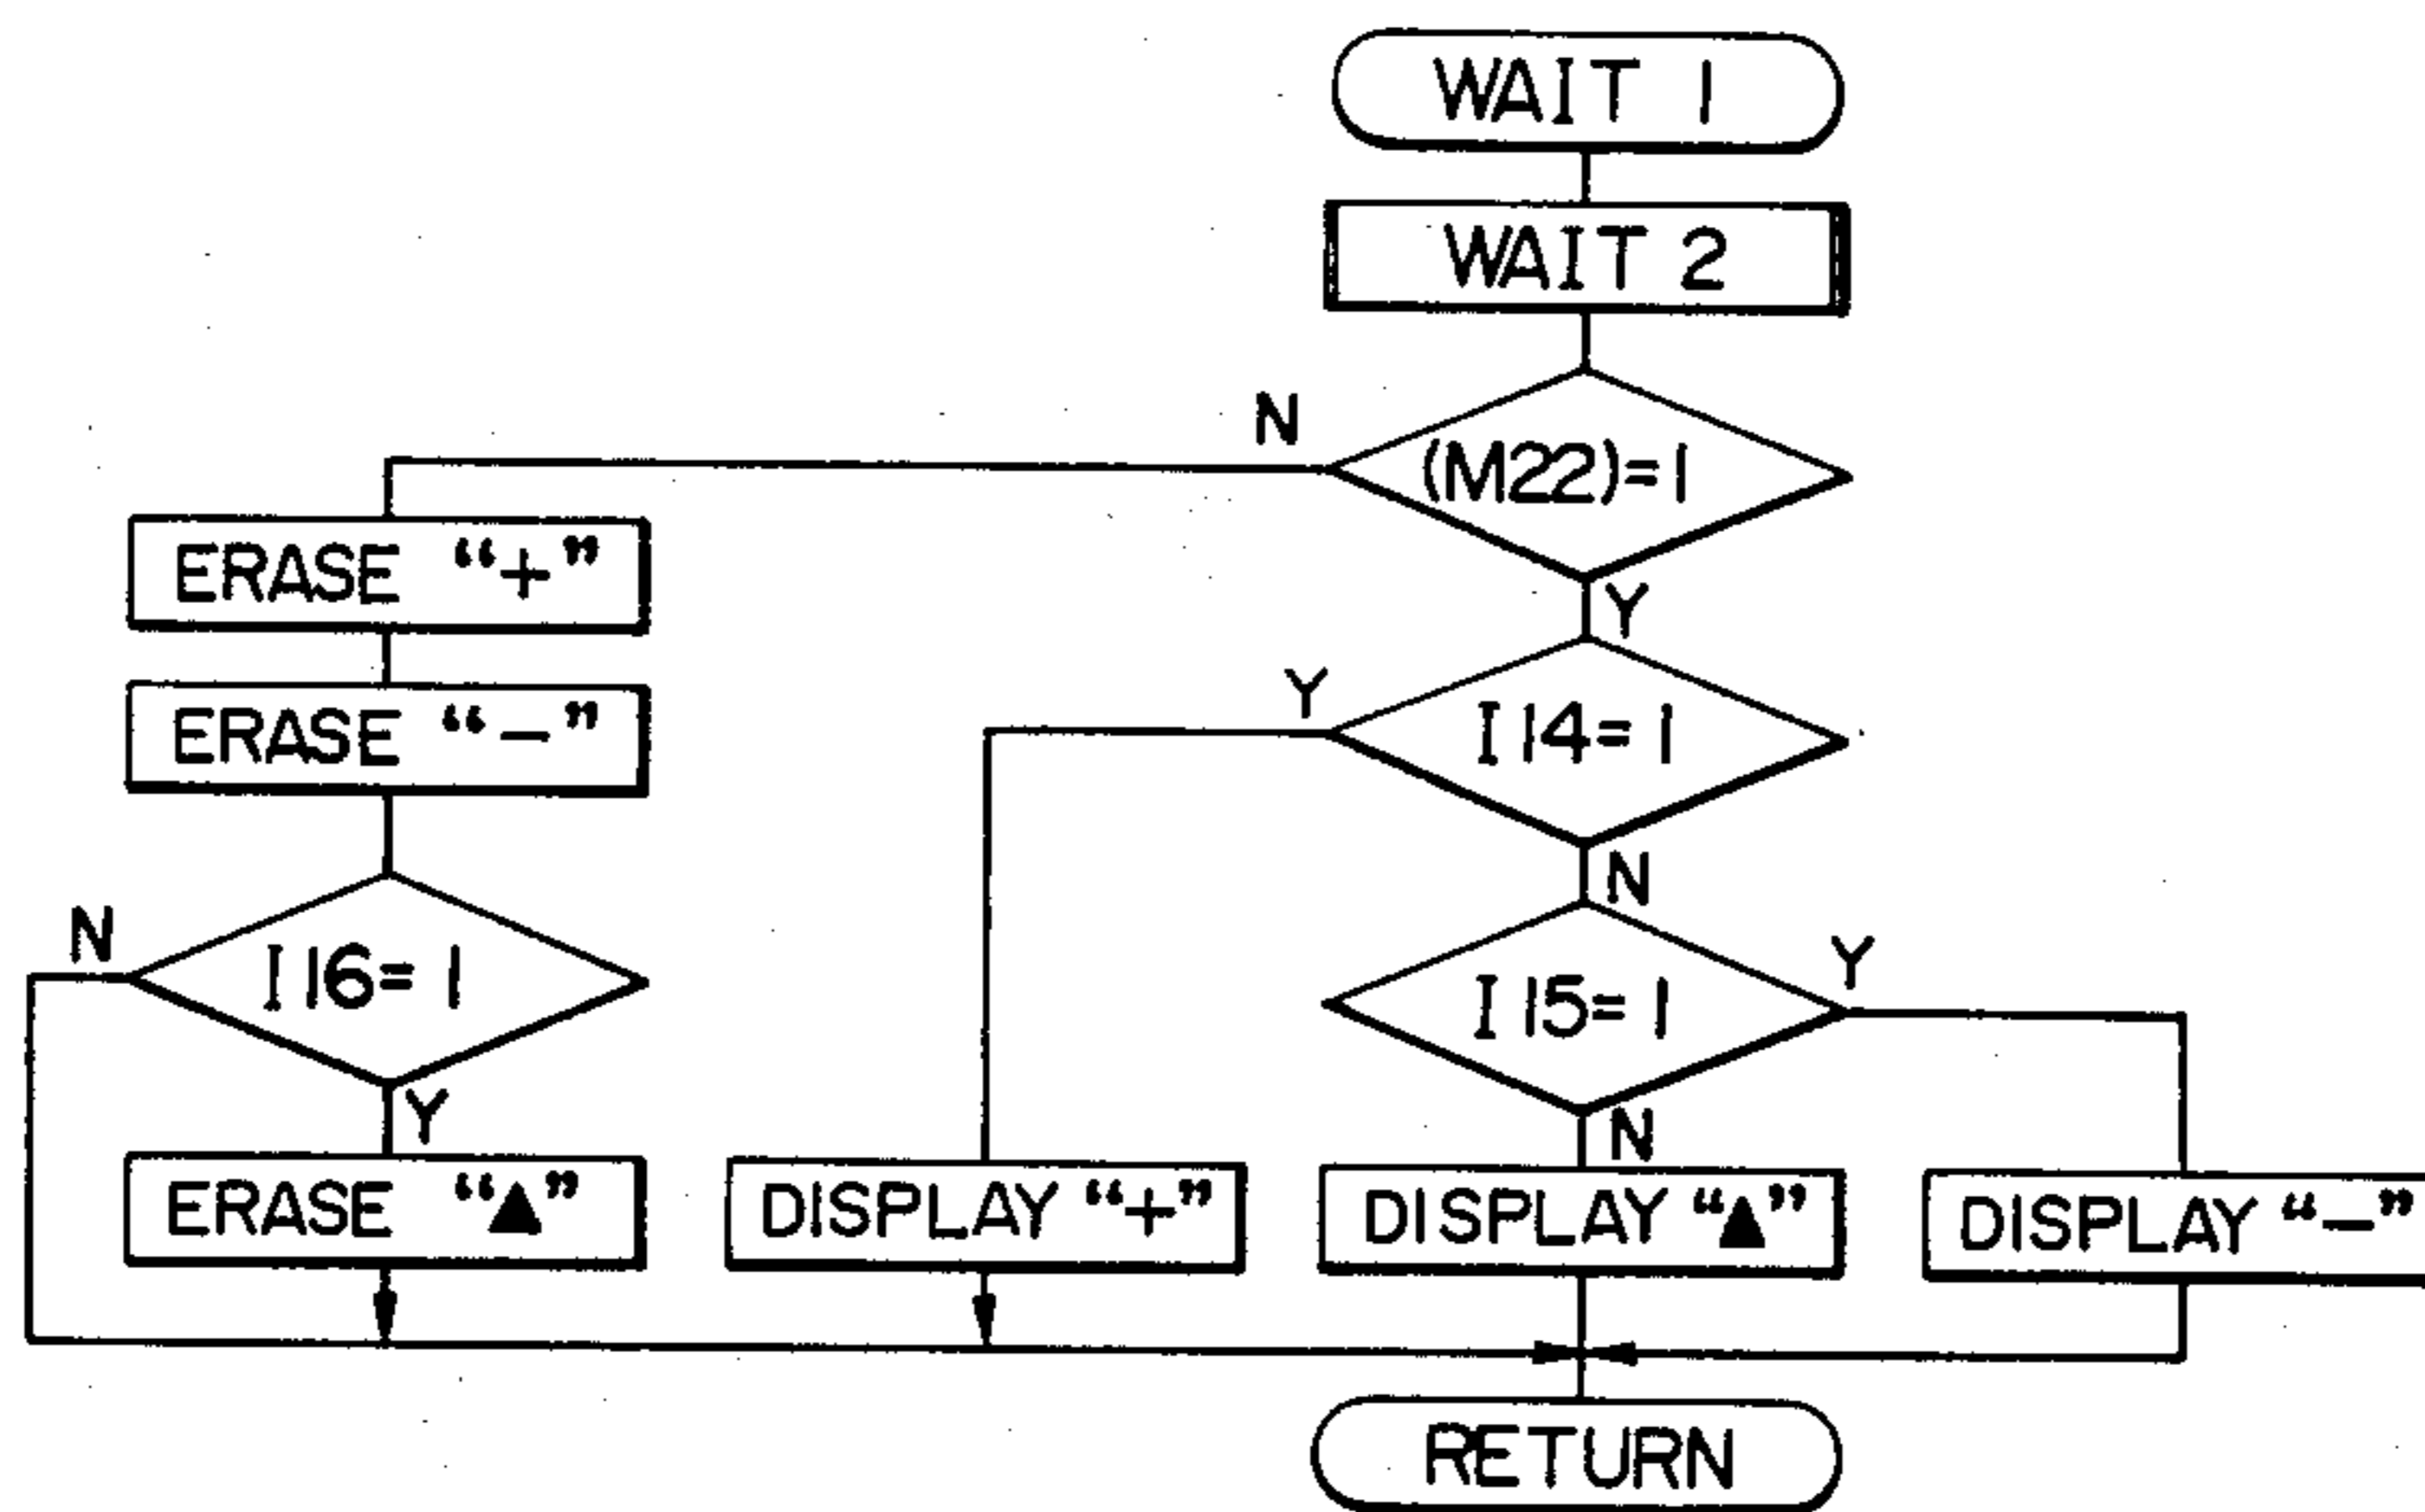 WAIT 1
WAIT 2
N
(M22)=1
ERASE “+”
Y
ERASE “−”
Y
I14=1
N
N
I16=1
I15=1
Y
Y
N
ERASE “▲”
DISPLAY “+”
DISPLAY “▲”
DISPLAY “−”
RETURN